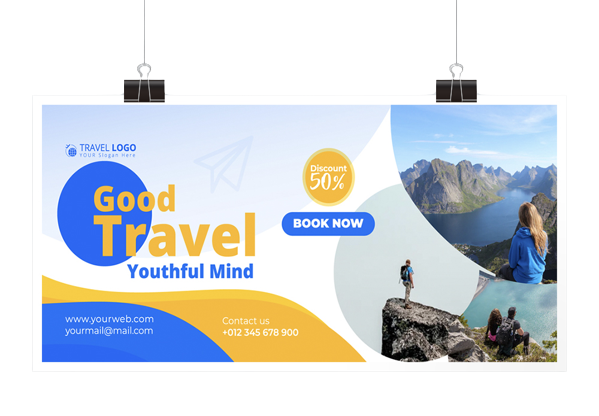 TRAVEL LOGO
YOUR Slogan Here
Good
Travel
Youthful Mind
Discount
50%
BOOK NOW
www.yourweb.com
yourmail@mail.com
Contact us
+012 345 678 900